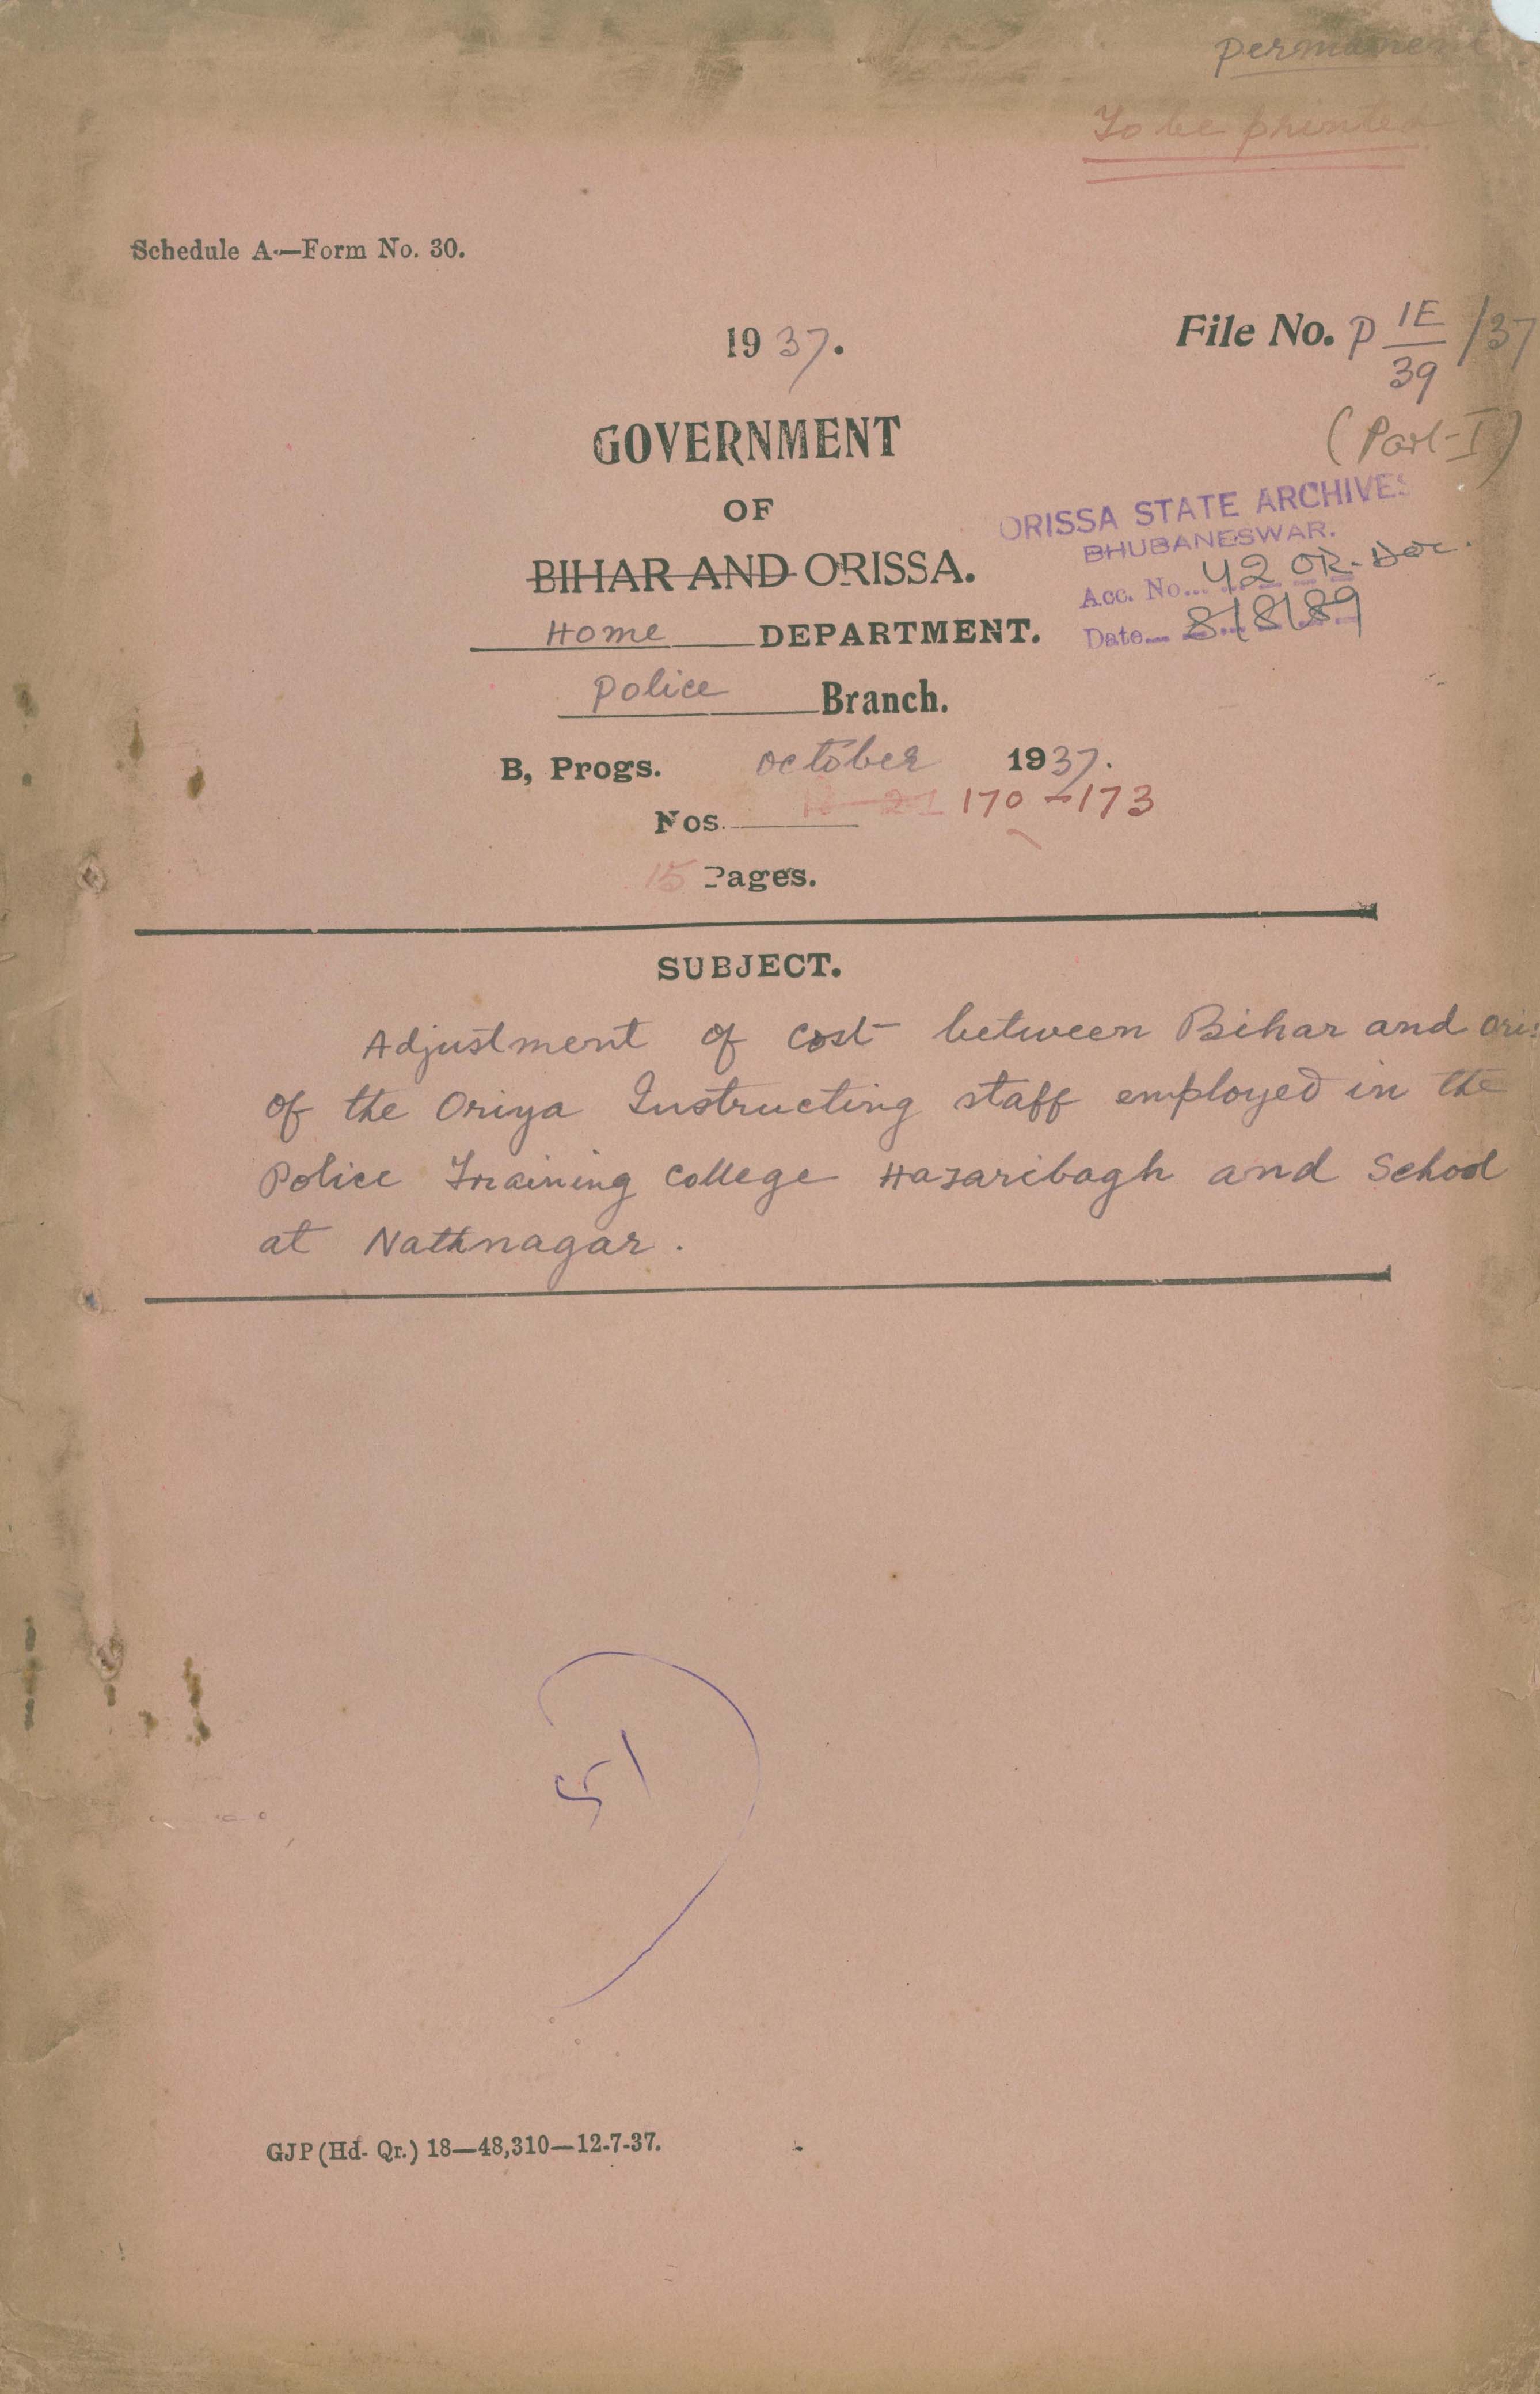 permanent
To be printed
Schedule A—Form No. 30.
1937.
File No. P 1E/39 /37
(Part-I)
GOVERNMENT
OF
BIHAR AND ORISSA.
ORISSA STATE ARCHIVES
BHUBANESWAR.
Acc. No... 42 OR-Doc.
Date... 8/8/89
Home DEPARTMENT.
Police Branch.
B, Progs. October 1937.
Nos. 170-173
15 Pages.
SUBJECT.
Adjustment of cost between Bihar and Oris
of the Oriya Instructing staff employed in the
Police Training College Hazaribagh and School
at Nathnagar.
GJP (Hd- Qr.) 18—48,310—12-7-37.